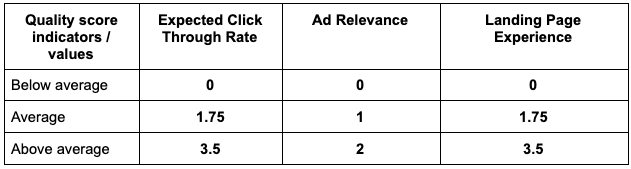 Quality score indicators / values Expected Click Through Rate Ad Relevance Landing Page Experience
Below average 0 0 0
Average 1.75 1 1.75
Above average 3.5 2 3.5